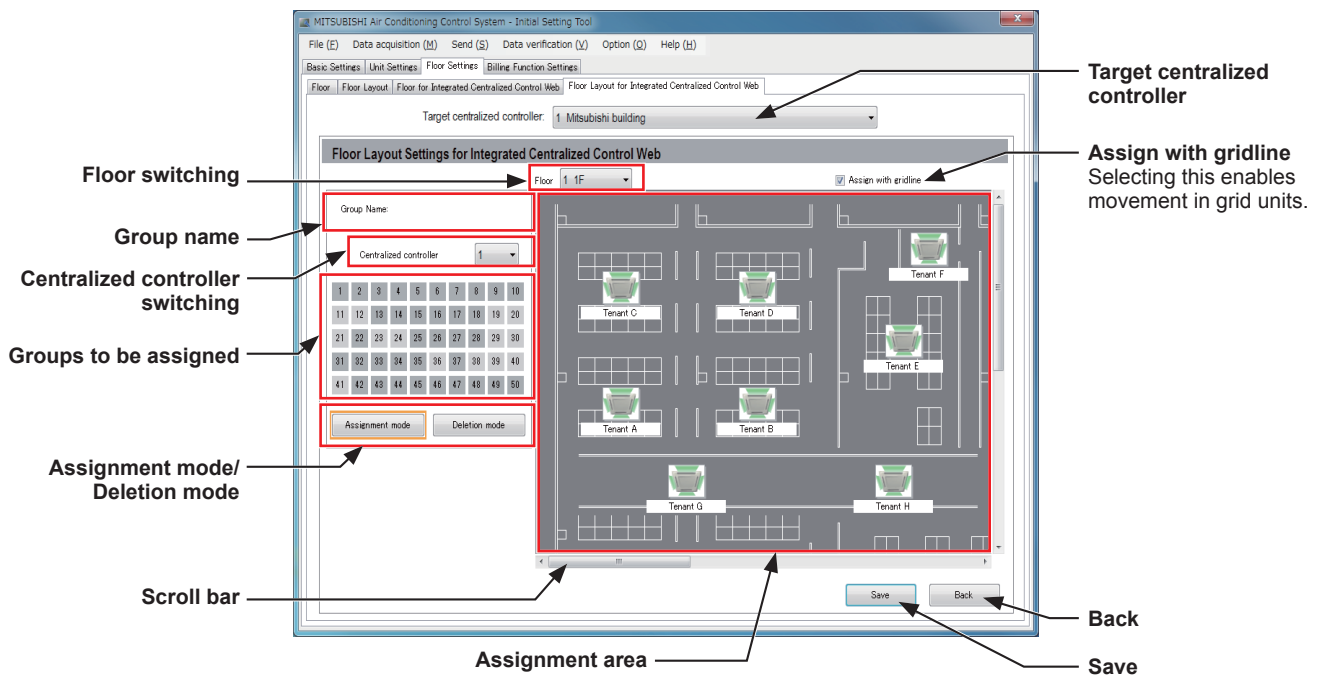 MITSUBISHI Air Conditioning Control System - Initial Setting Tool
x
File (F) Data acquisition (M) Send (S) Data verification (V) Option (O) Help (H)
Basic Settings Unit Settings Floor Settings Billing Function Settings
Floor Floor Layout Floor for Integrated Centralized Control Web Floor Layout for Integrated Centralized Control Web
Target centralized controller: 1 Mitsubishi building
Target centralized
controller
Floor Layout Settings for Integrated Centralized Control Web
Floor switching
Floor 1 1F
Assign with gridline
Assign with gridline
Selecting this enables
movement in grid units.
Group Name:
Group name
Centralized controller 1
Centralized controller
switching
1 2 3 4 5 6 7 8 9 10
11 12 13 14 15 16 17 18 19 20
21 22 23 24 25 26 27 28 29 30
31 32 33 34 35 36 37 38 39 40
41 42 43 44 45 46 47 48 49 50
Groups to be assigned
Tenant F
Tenant C
Tenant D
Tenant E
Tenant A
Tenant B
Tenant G
Tenant H
Assignment mode Deletion mode
Assignment mode/
Deletion mode
Scroll bar
Save Back
Back
Assignment area
Save